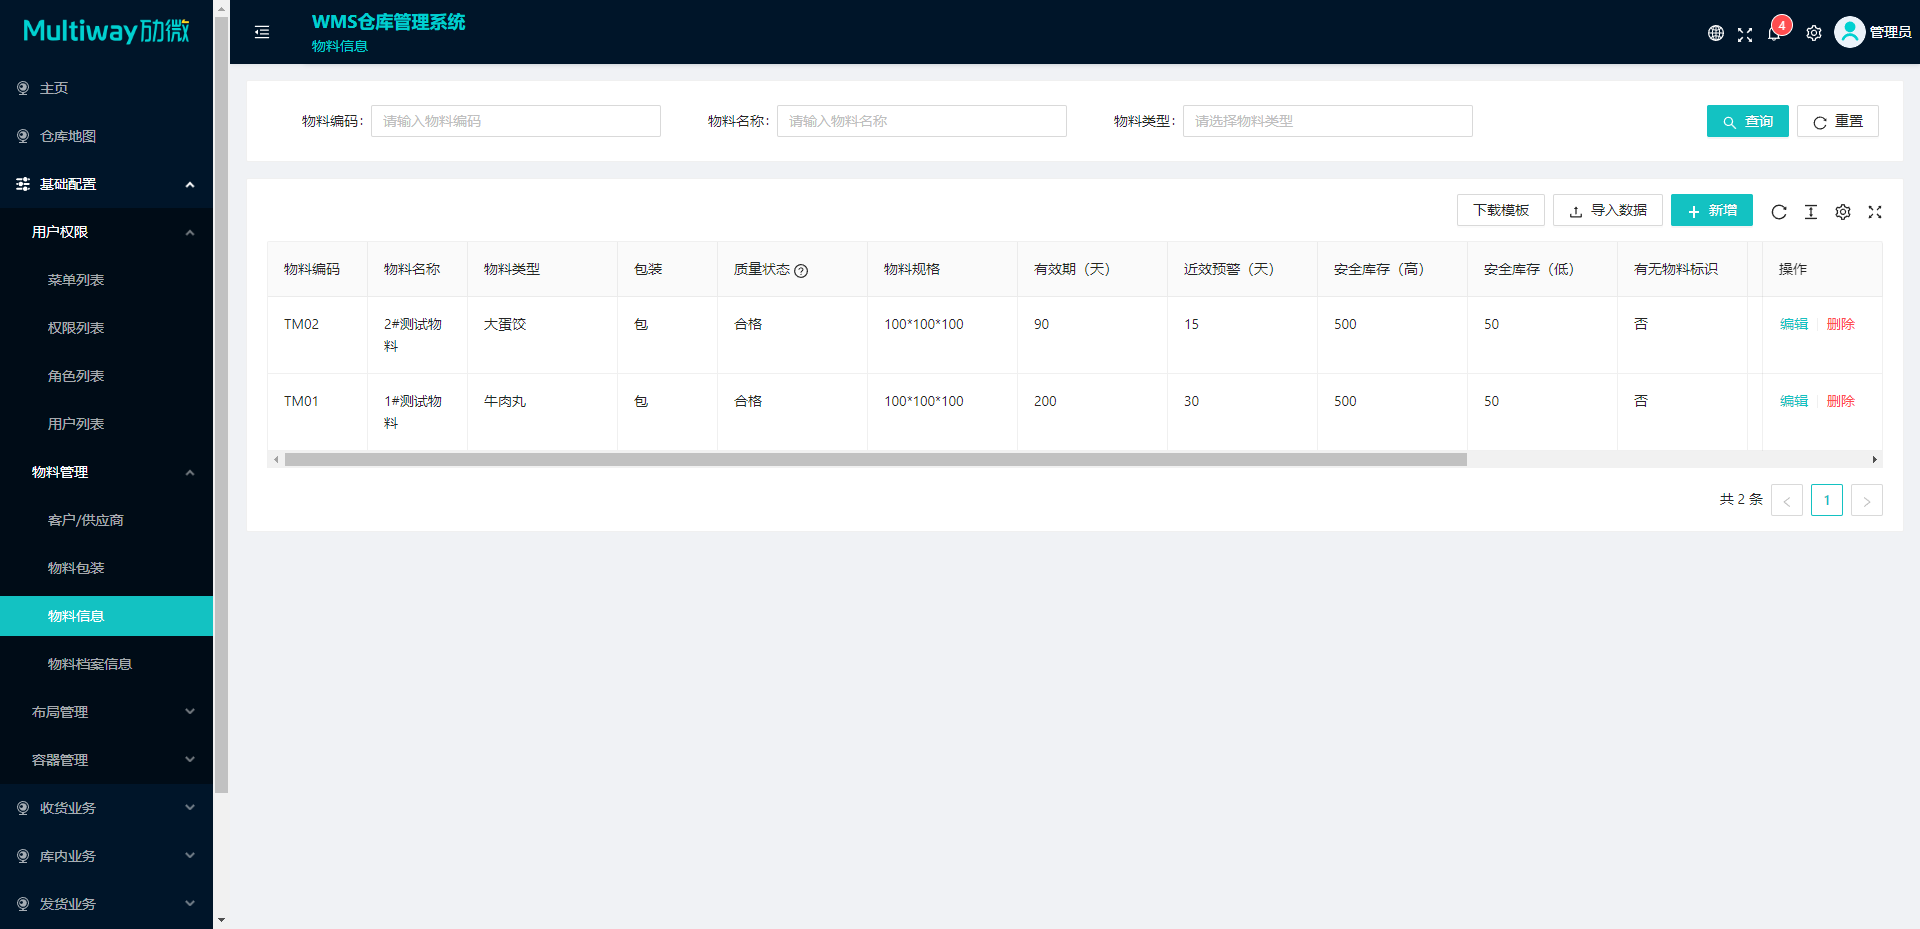 Multiway劢微
主页
仓库地图
基础配置
用户权限
菜单列表
权限列表
角色列表
用户列表
物料管理
客户/供应商
物料包装
物料信息
物料档案信息
布局管理
容器管理
收货业务
库内业务
发货业务
WMS仓库管理系统
物料信息
4
管理员
物料编码: 请输入物料编码 物料名称: 请输入物料名称 物料类型: 请选择物料类型 查询 重置
下载模板 导入数据 新增
物料编码 物料名称 物料类型 包装 质量状态 物料规格 有效期（天） 近效预警（天） 安全库存（高） 安全库存（低） 有无物料标识 操作
TM02 2#测试物 大蛋饺 包 合格 100*100*100 90 15 500 50 否 编辑 删除
料
TM01 1#测试物 牛肉丸 包 合格 100*100*100 200 30 500 50 否 编辑 删除
料
共 2 条 < 1 >